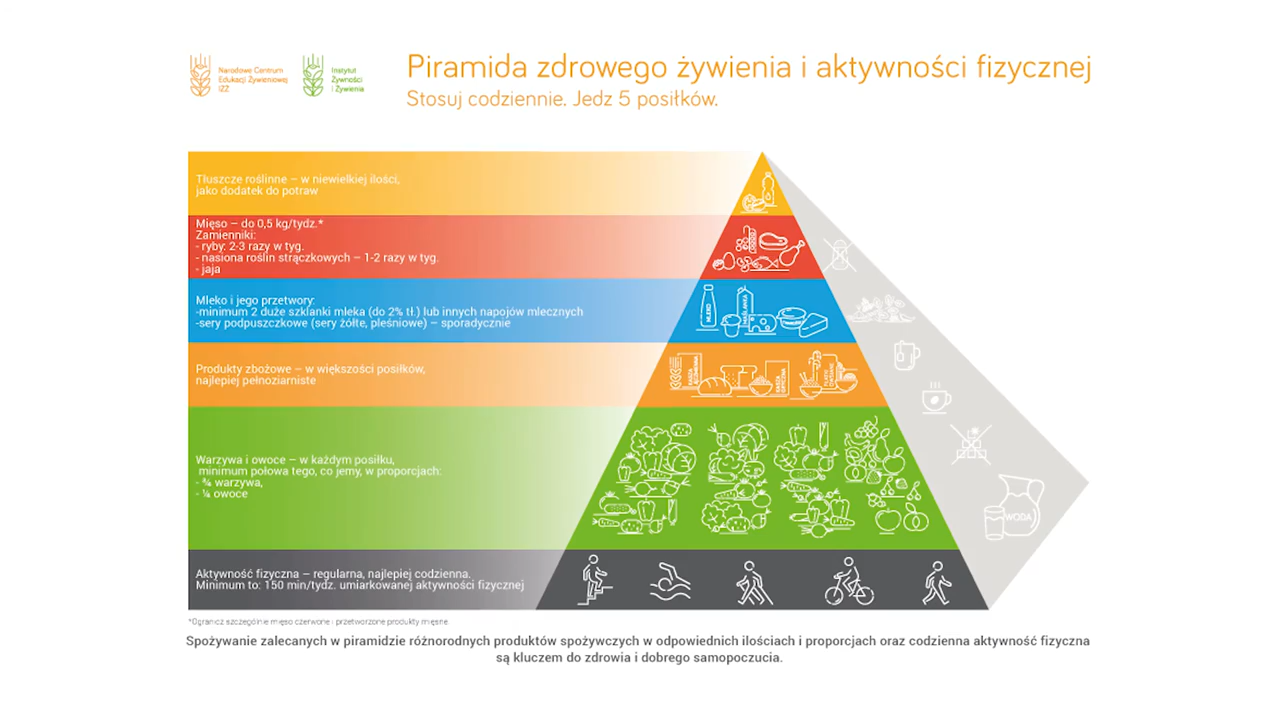 Narodowe Centrum
Edukacji Żywieniowej
IŻŻ
Instytut
Żywności
i Żywienia
Piramida zdrowego żywienia i aktywności fizycznej
Stosuj codziennie. Jedz 5 posiłków.
Tłuszcze roślinne – w niewielkiej ilości,
jako dodatek do potraw
Mięso – do 0,5 kg/tydz.*
Zamienniki:
- ryby: 2-3 razy w tyg.
- nasiona roślin strączkowych – 1-2 razy w tyg.
- jaja
Mleko i jego przetwory:
-minimum 2 duże szklanki mleka (do 2% tł.) lub innych napojów mlecznych
-sery podpuszczkowe (sery żółte, pleśniowe) – sporadycznie
MLEKO
MAŚLANKA
Produkty zbożowe – w większości posiłków,
najlepiej pełnoziarniste
KASZA
JĘCZMIENNA
KASZA
GRYCZANA
PŁATKI
OWSIANE
Warzywa i owoce – w każdym posiłku,
minimum połowa tego, co jemy, w proporcjach:
- ¾ warzywa,
- ¼ owoce
WODA
Aktywność fizyczna – regularna, najlepiej codzienna.
Minimum to: 150 min/tydz. umiarkowanej aktywności fizycznej
*Ogranicz szczególnie mięso czerwone i przetworzone produkty mięsne
Spożywanie zalecanych w piramidzie różnorodnych produktów spożywczych w odpowiednich ilościach i proporcjach oraz codzienna aktywność fizyczna
są kluczem do zdrowia i dobrego samopoczucia.